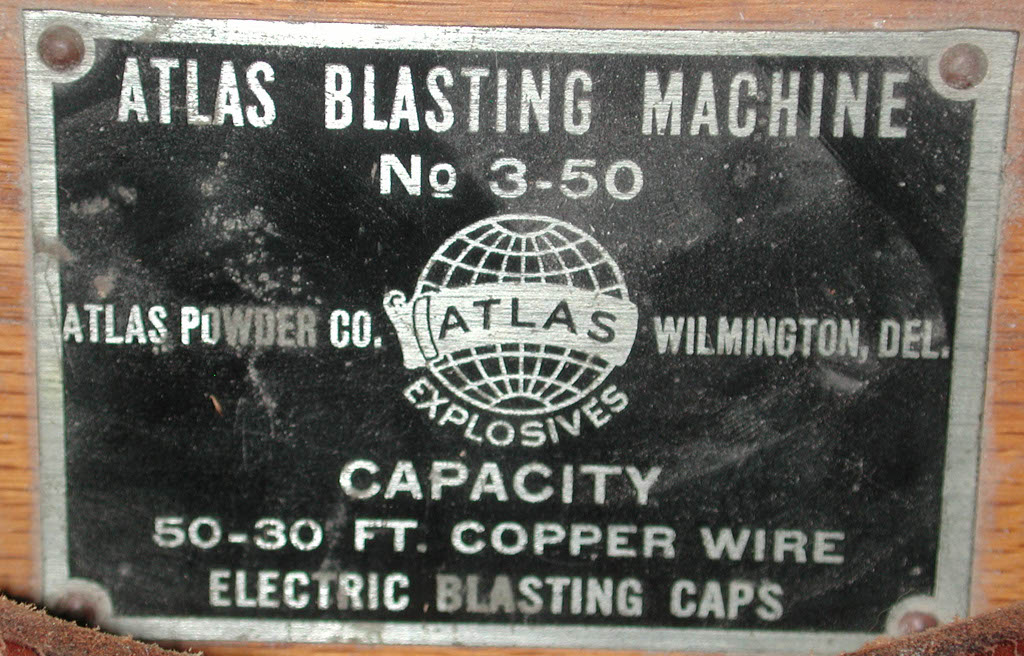 ATLAS BLASTING MACHINE
No 3-50
ATLAS POWDER CO. ATLAS WILMINGTON, DEL.
EXPLOSIVES
CAPACITY
50-30 FT. COPPER WIRE
ELECTRIC BLASTING CAPS